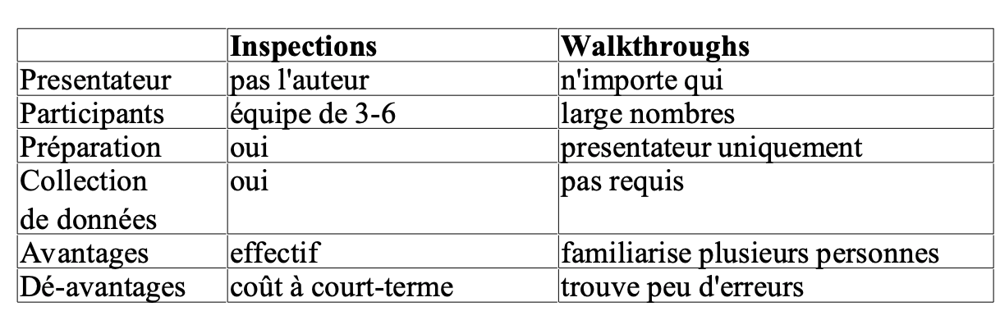 Inspections Walkthroughs
Presentateur pas l'auteur n'importe qui
Participants équipe de 3-6 large nombres
Préparation oui presentateur uniquement
Collection oui pas requis
de données
Avantages effectif familiarise plusieurs personnes
Dé-avantages coût à court-terme trouve peu d'erreurs